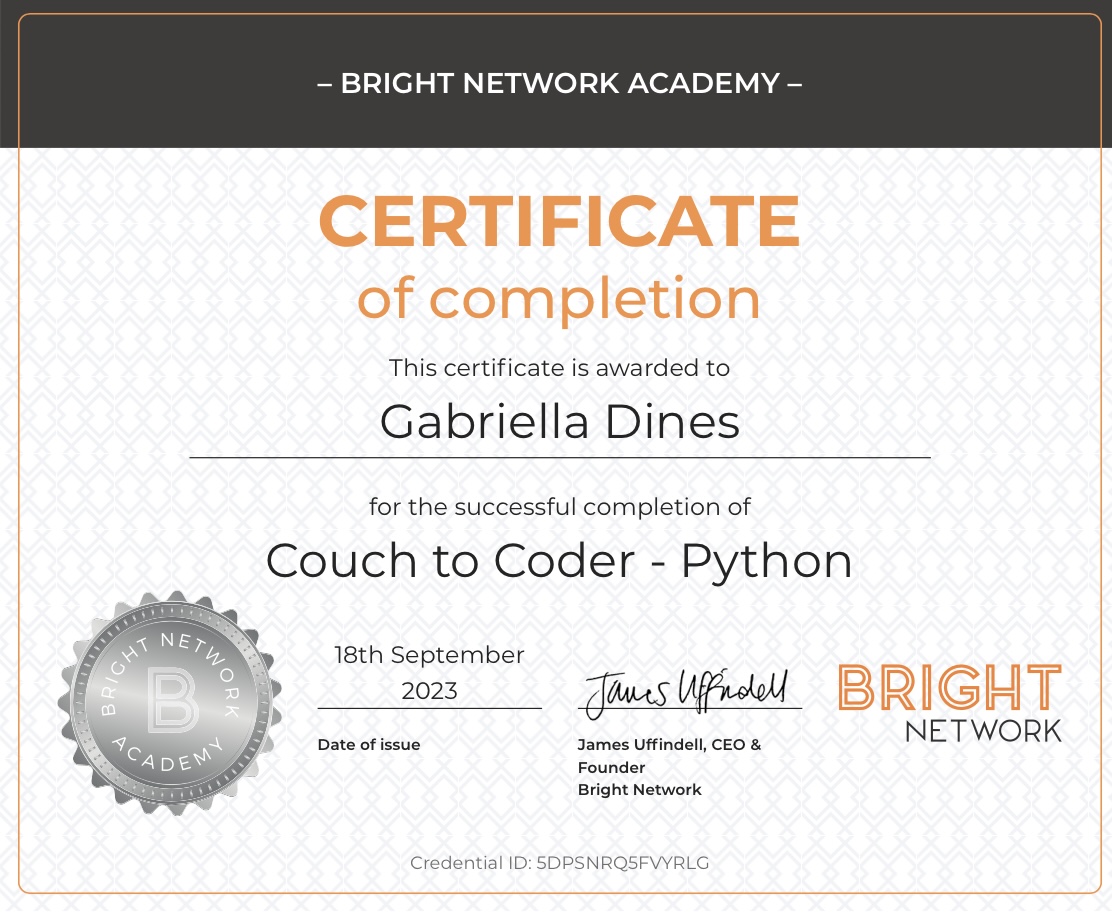 – BRIGHT NETWORK ACADEMY –
CERTIFICATE
of completion
This certificate is awarded to
Gabriella Dines
for the successful completion of
Couch to Coder - Python
BRIGHT NETWORK
B
ACADEMY
18th September
2023
Date of issue
James Uffindell
James Uffindell, CEO &
Founder
Bright Network
BRIGHT
NETWORK
Credential ID: 5DPSNRQ5FVYRLG